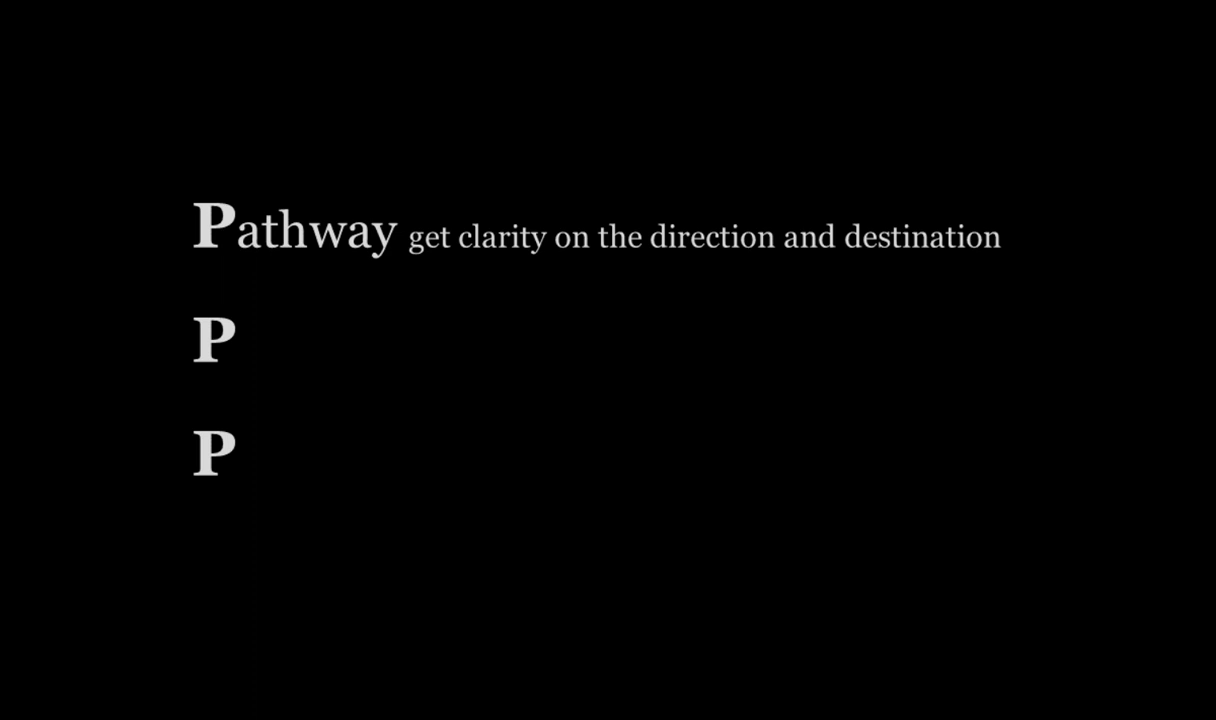 Pathway get clarity on the direction and destination
P
P